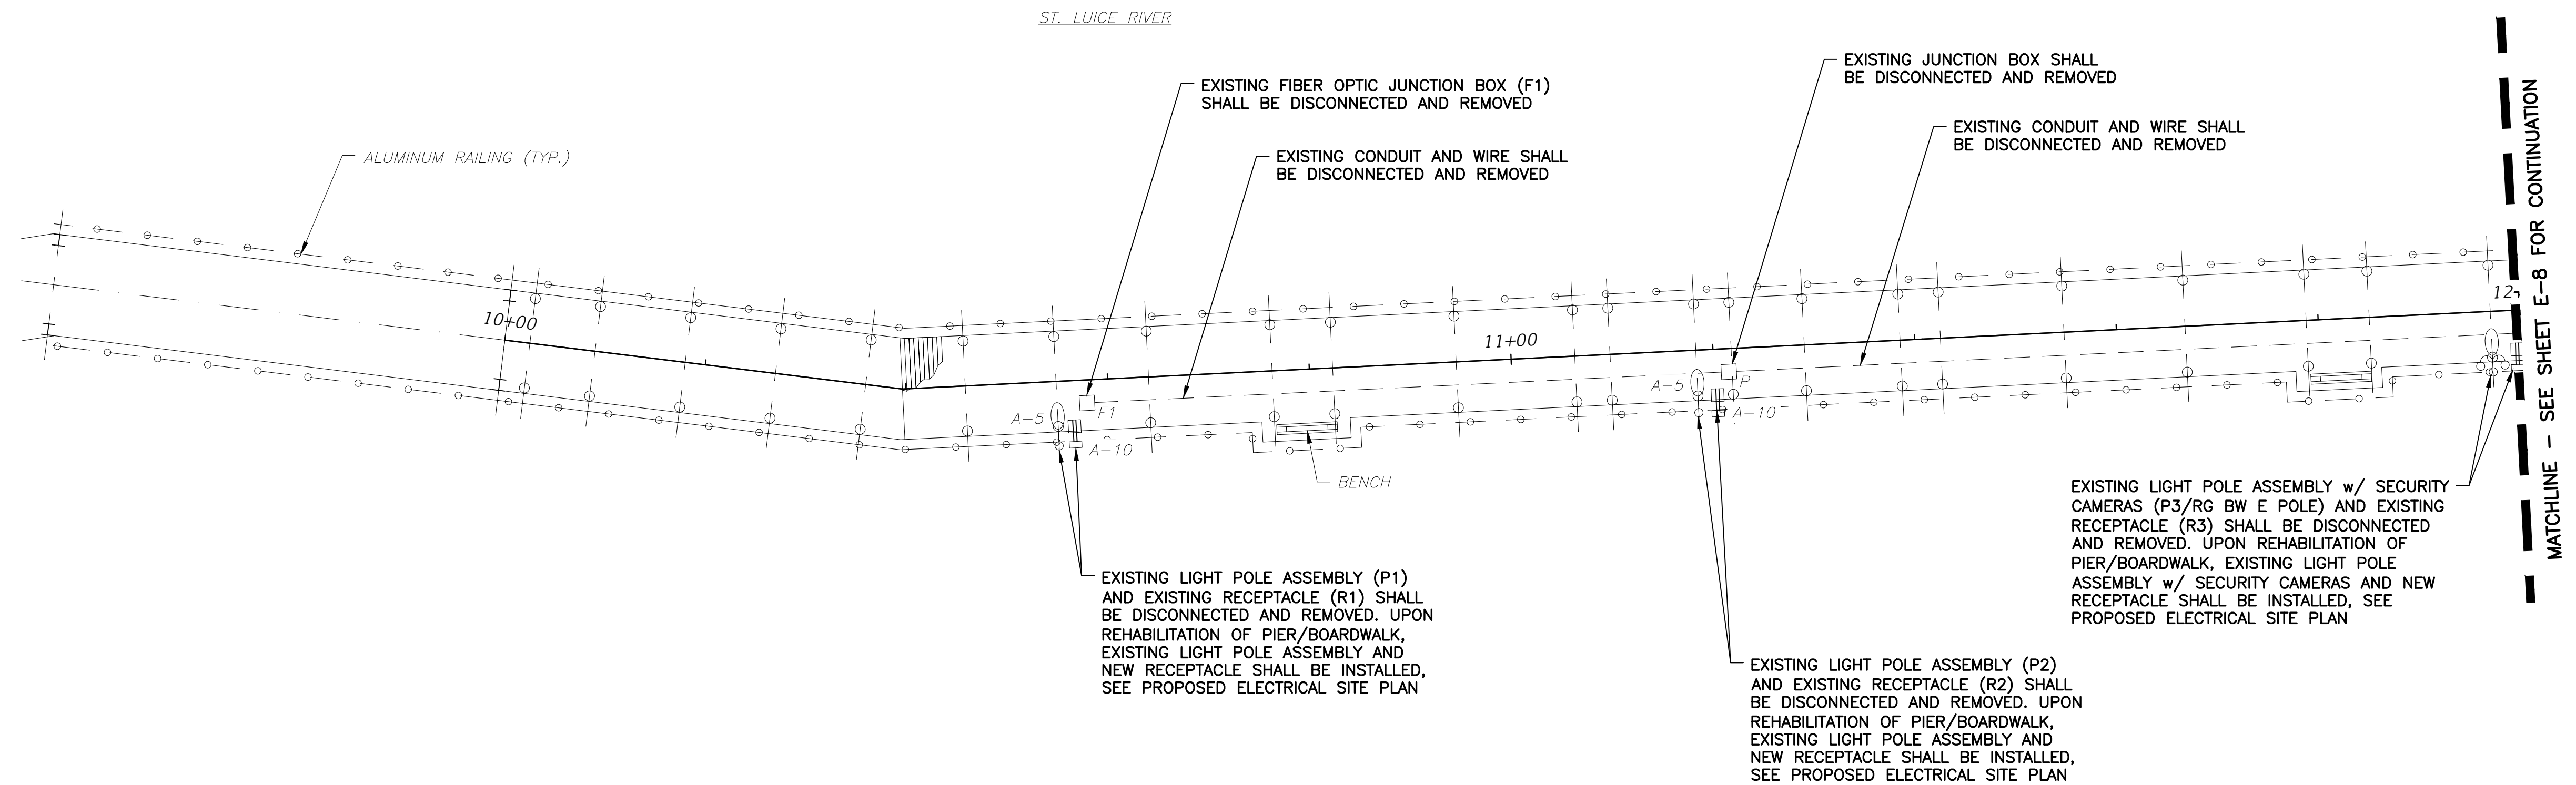 ST. LUICE RIVER
EXISTING FIBER OPTIC JUNCTION BOX (F1)
SHALL BE DISCONNECTED AND REMOVED
EXISTING JUNCTION BOX SHALL
BE DISCONNECTED AND REMOVED
ALUMINUM RAILING (TYP.)
EXISTING CONDUIT AND WIRE SHALL
BE DISCONNECTED AND REMOVED
EXISTING CONDUIT AND WIRE SHALL
BE DISCONNECTED AND REMOVED
MATCHLINE - SEE SHEET E-8 FOR CONTINUATION
10+00
11+00
12-
A-5
F1
A-10
A-5
P
A-10
BENCH
EXISTING LIGHT POLE ASSEMBLY (P1)
AND EXISTING RECEPTACLE (R1) SHALL
BE DISCONNECTED AND REMOVED. UPON
REHABILITATION OF PIER/BOARDWALK,
EXISTING LIGHT POLE ASSEMBLY AND
NEW RECEPTACLE SHALL BE INSTALLED,
SEE PROPOSED ELECTRICAL SITE PLAN
EXISTING LIGHT POLE ASSEMBLY (P2)
AND EXISTING RECEPTACLE (R2) SHALL
BE DISCONNECTED AND REMOVED. UPON
REHABILITATION OF PIER/BOARDWALK,
EXISTING LIGHT POLE ASSEMBLY AND
NEW RECEPTACLE SHALL BE INSTALLED,
SEE PROPOSED ELECTRICAL SITE PLAN
EXISTING LIGHT POLE ASSEMBLY w/ SECURITY
CAMERAS (P3/RG BW E POLE) AND EXISTING
RECEPTACLE (R3) SHALL BE DISCONNECTED
AND REMOVED. UPON REHABILITATION OF
PIER/BOARDWALK, EXISTING LIGHT POLE
ASSEMBLY w/ SECURITY CAMERAS AND NEW
RECEPTACLE SHALL BE INSTALLED, SEE
PROPOSED ELECTRICAL SITE PLAN